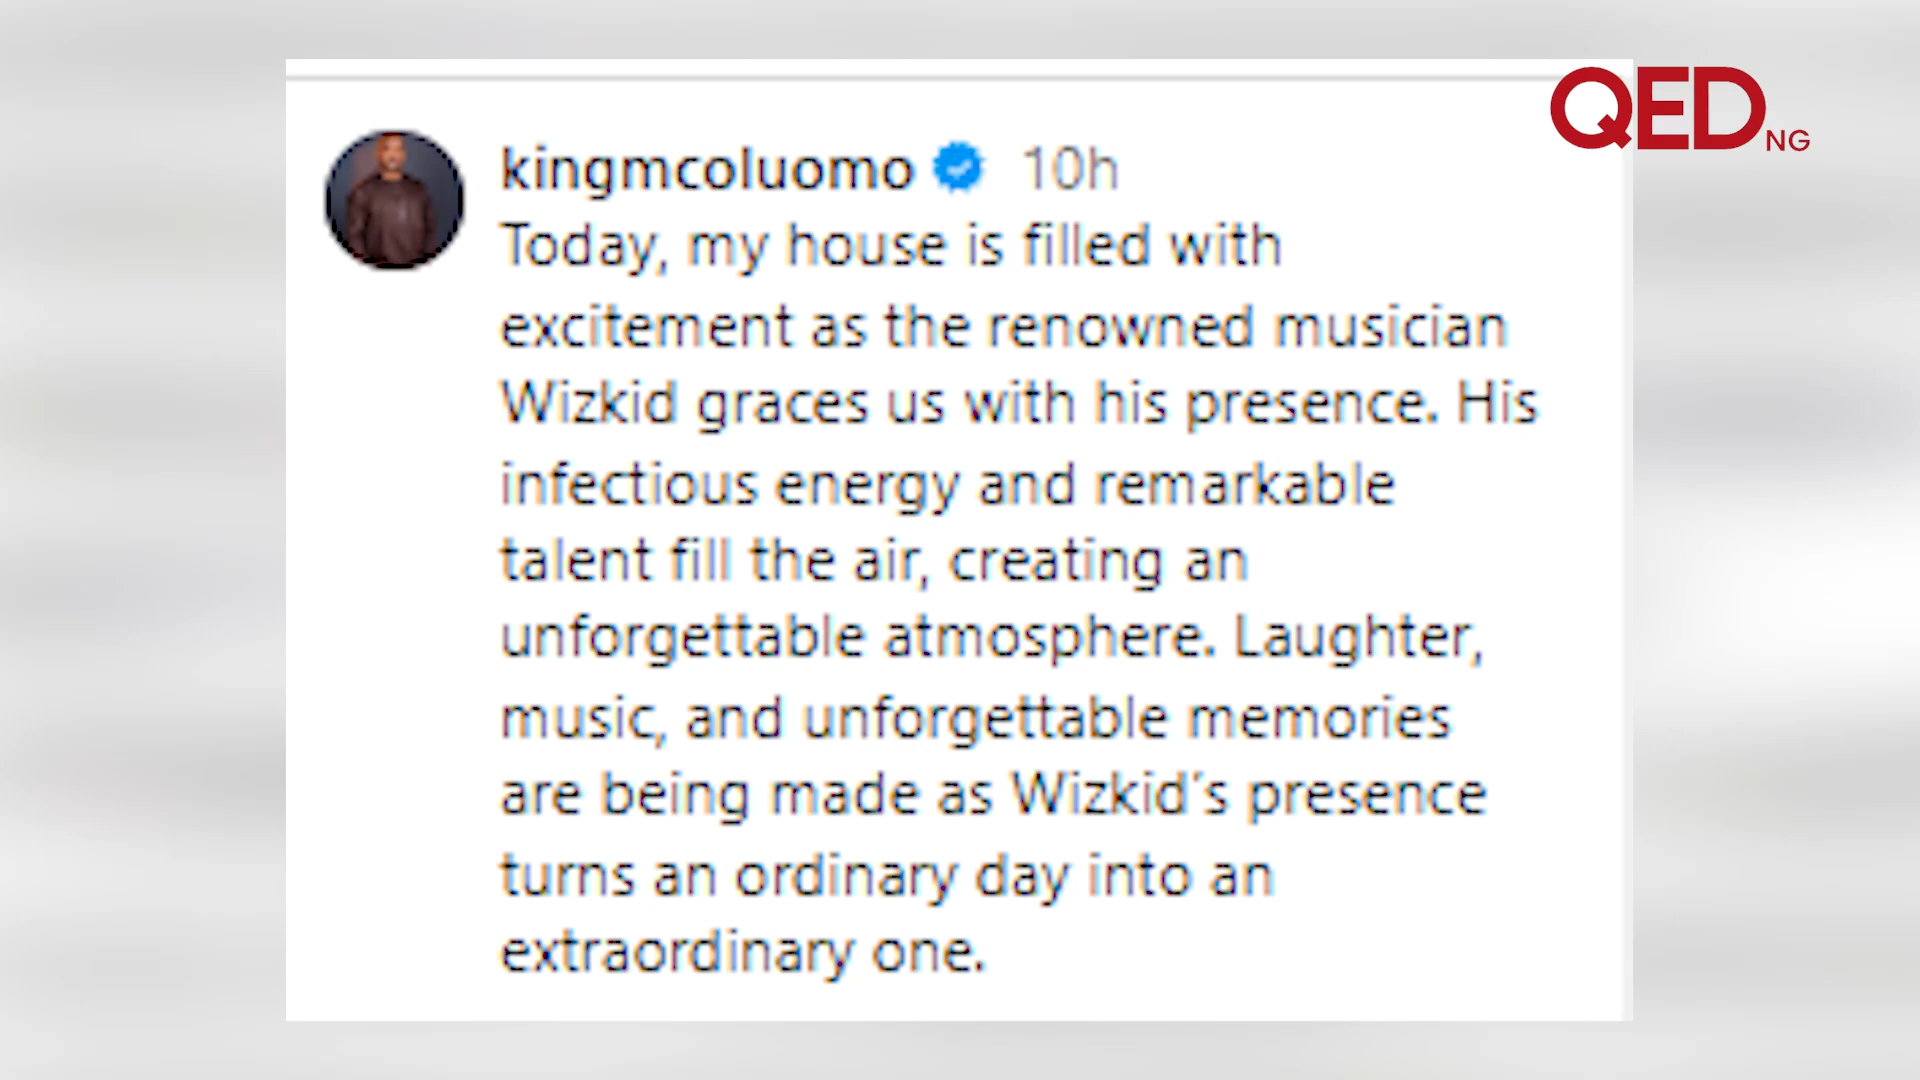 QED NG
kingmcoluomo 10h
Today, my house is filled with
excitement as the renowned musician
Wizkid graces us with his presence. His
infectious energy and remarkable
talent fill the air, creating an
unforgettable atmosphere. Laughter,
music, and unforgettable memories
are being made as Wizkid's presence
turns an ordinary day into an
extraordinary one.